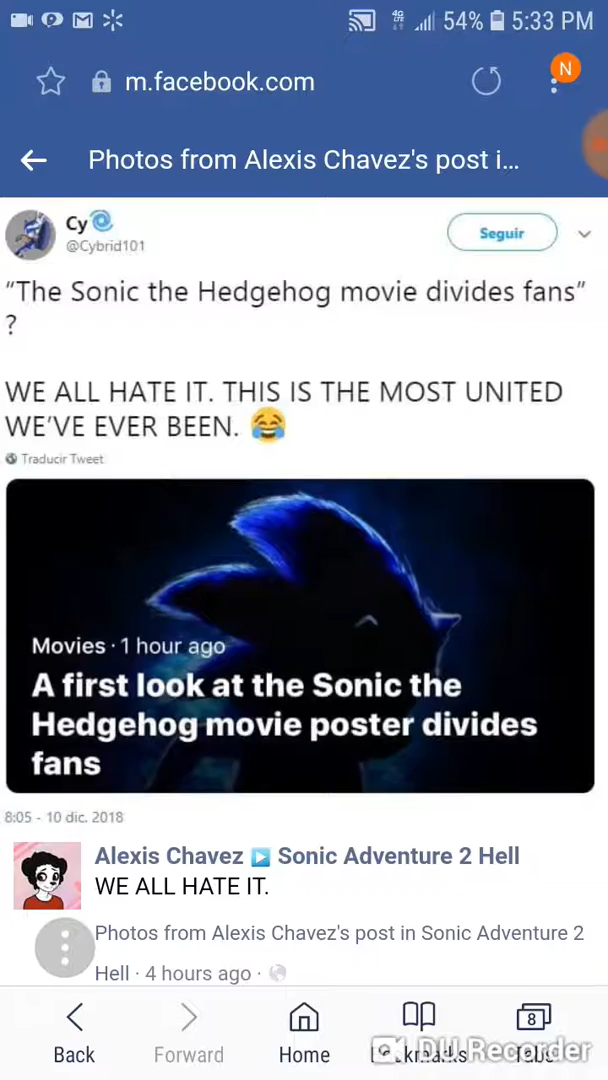 54% 5:33 PM
m.facebook.com
N
Photos from Alexis Chavez's post i...
Cy
@Cybrid101
Seguir
“The Sonic the Hedgehog movie divides fans”
?
WE ALL HATE IT. THIS IS THE MOST UNITED
WE’VE EVER BEEN. 😂
Traducir Tweet
Movies · 1 hour ago
A first look at the Sonic the
Hedgehog movie poster divides
fans
8:05 - 10 dic. 2018
Alexis Chavez ▶ Sonic Adventure 2 Hell
WE ALL HATE IT.
Photos from Alexis Chavez's post in Sonic Adventure 2
Hell · 4 hours ago ·
8
Back Forward Home Bookmarks Tabs
DU Recorder